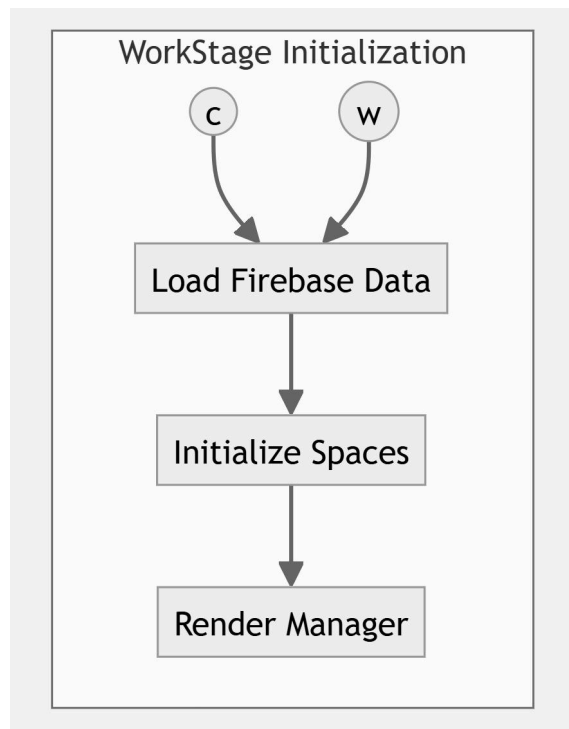 WorkStage Initialization
c
w
Load Firebase Data
Initialize Spaces
Render Manager